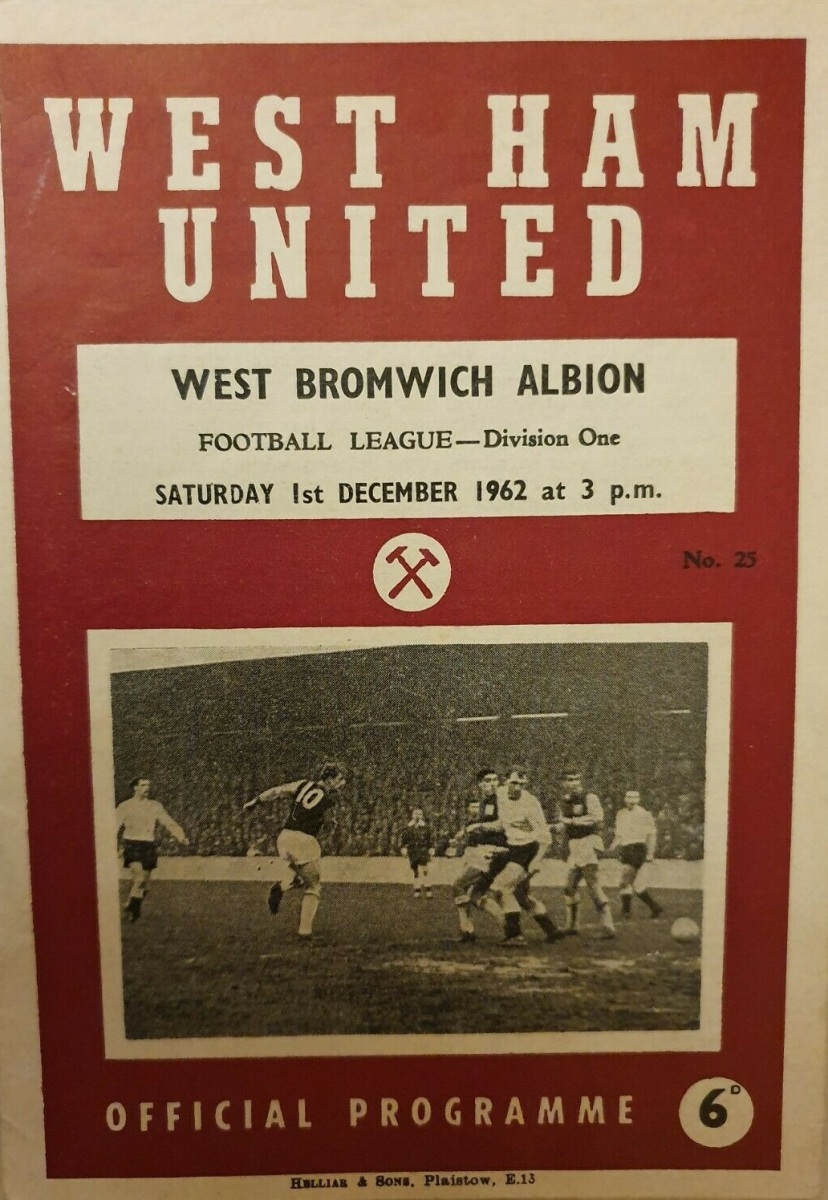 WEST HAM
UNITED
WEST BROMWICH ALBION
FOOTBALL LEAGUE—Division One
SATURDAY 1st DECEMBER 1962 at 3 p.m.
No. 25
10
OFFICIAL PROGRAMME
6D
HELLIAR & SONS, Plaistow, E.13